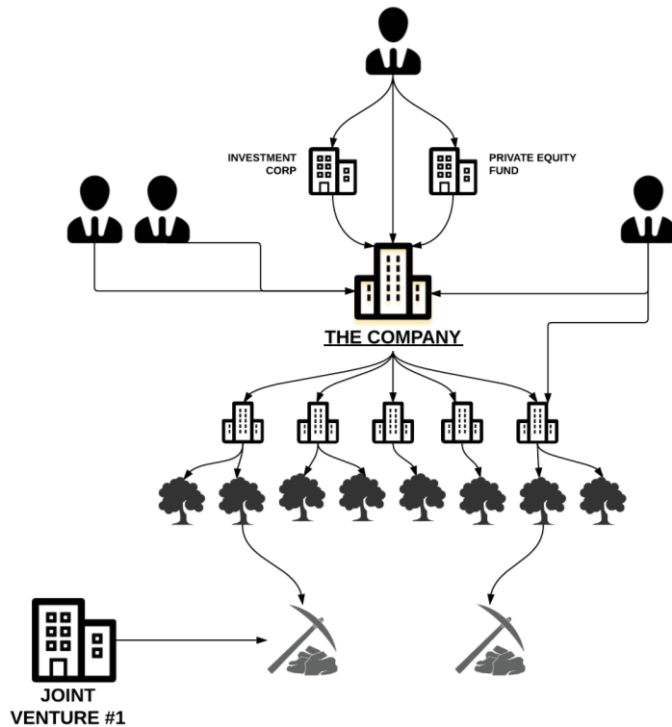 INVESTMENT
CORP
PRIVATE EQUITY
FUND
THE COMPANY
JOINT
VENTURE #1